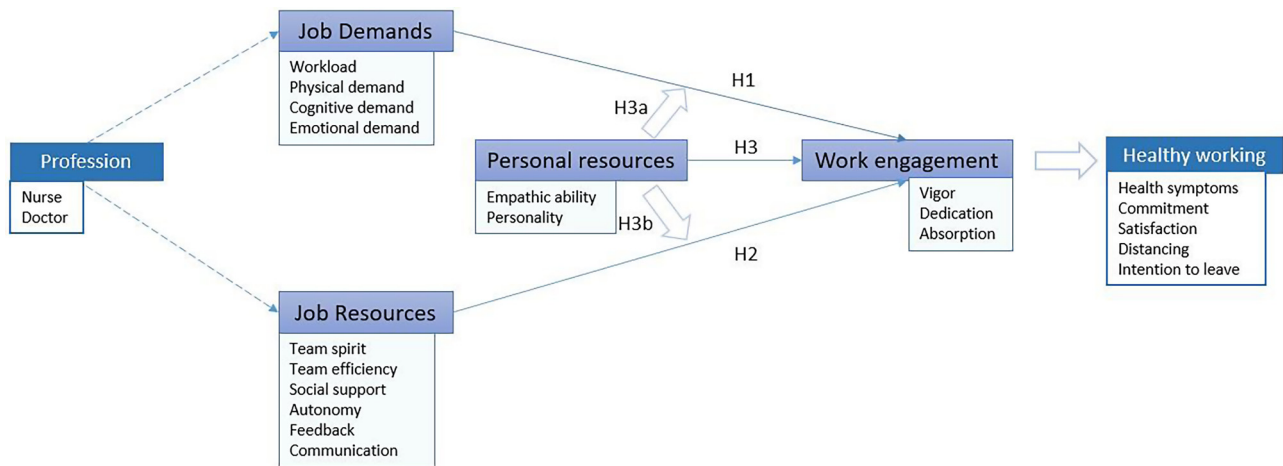 Job Demands
Workload
Physical demand
Cognitive demand
Emotional demand
H1
H3a
Profession
Nurse
Doctor
Personal resources
Empathic ability
Personality
H3
H3b
Work engagement
Vigor
Dedication
Absorption
Healthy working
Health symptoms
Commitment
Satisfaction
Distancing
Intention to leave
H2
Job Resources
Team spirit
Team efficiency
Social support
Autonomy
Feedback
Communication